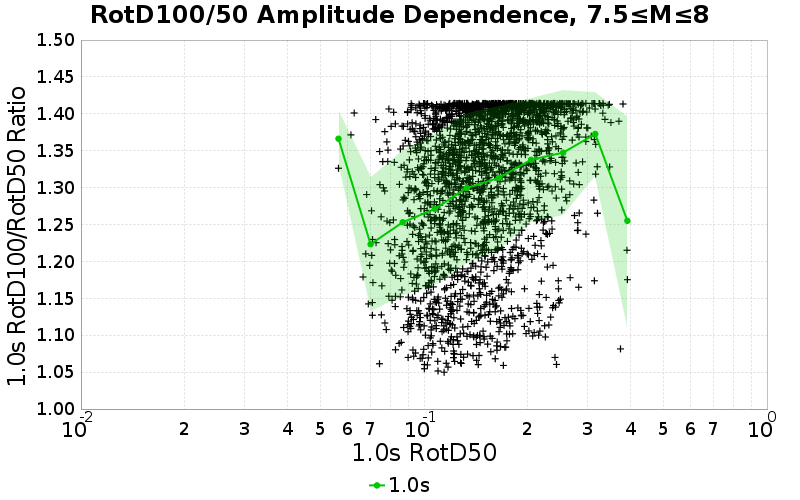 RotD100/50 Amplitude Dependence, 7.5≤M≤8
1.0s RotD100/RotD50 Ratio
1.50
1.45
1.40
1.35
1.30
1.25
1.20
1.15
1.10
1.05
1.00
10^-2 2 3 4 5 6 7 10^-1 2 3 4 5 6 7 10^0
1.0s RotD50
1.0s